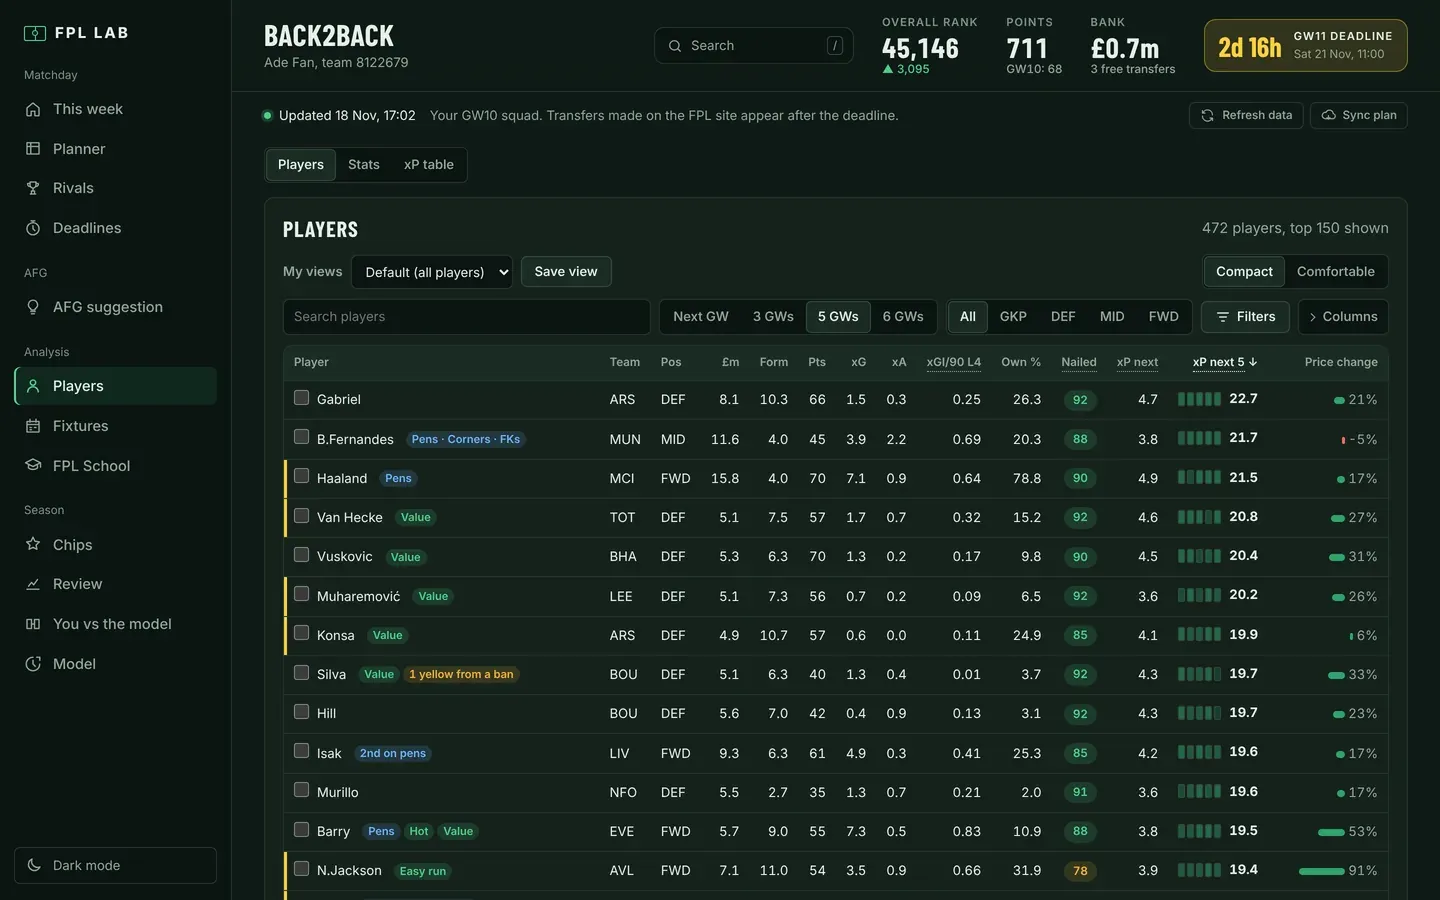 FPL LAB
Matchday
This week
Planner
Rivals
Deadlines
AFG
AFG suggestion
Analysis
Players
Fixtures
FPL School
Season
Chips
Review
You vs the model
Model
Dark mode
BACK2BACK
Ade Fan, team 8122679
Search /
OVERALL RANK
45,146
▲ 3,095
POINTS
711
GW10: 68
BANK
£0.7m
3 free transfers
2d 16h
GW11 DEADLINE
Sat 21 Nov, 11:00
Updated 18 Nov, 17:02 Your GW10 squad. Transfers made on the FPL site appear after the deadline.
Refresh data Sync plan
Players Stats xP table
PLAYERS 472 players, top 150 shown
My views Default (all players) Save view Compact Comfortable
Search players Next GW 3 GWs 5 GWs 6 GWs All GKP DEF MID FWD Filters Columns
Player Team Pos £m Form Pts xG xA xGI/90 L4 Own % Nailed xP next xP next 5 ↓ Price change
Gabriel ARS DEF 8.1 10.3 66 1.5 0.3 0.25 26.3 92 4.7 22.7 21%
B.Fernandes Pens · Corners · FKs MUN MID 11.6 4.0 45 3.9 2.2 0.69 20.3 88 3.8 21.7 -5%
Haaland Pens MCI FWD 15.8 4.0 70 7.1 0.9 0.64 78.8 90 4.9 21.5 17%
Van Hecke Value TOT DEF 5.1 7.5 57 1.7 0.7 0.32 15.2 92 4.6 20.8 27%
Vuskovic Value BHA DEF 5.3 6.3 70 1.3 0.2 0.17 9.8 90 4.5 20.4 31%
Muharemović Value LEE DEF 5.1 7.3 56 0.7 0.2 0.09 6.5 92 3.6 20.2 26%
Konsa Value ARS DEF 4.9 10.7 57 0.6 0.0 0.11 24.9 85 4.1 19.9 6%
Silva Value 1 yellow from a ban BOU DEF 5.1 6.3 40 1.3 0.4 0.01 3.7 92 4.3 19.7 33%
Hill BOU DEF 5.6 7.0 42 0.4 0.9 0.13 3.1 92 4.3 19.7 23%
Isak 2nd on pens LIV FWD 9.3 6.3 61 4.9 0.3 0.41 25.3 85 4.2 19.6 17%
Murillo NFO DEF 5.5 2.7 35 1.3 0.7 0.21 2.0 91 3.6 19.6 17%
Barry Pens Hot Value EVE FWD 5.7 9.0 55 7.3 0.5 0.83 10.9 88 3.8 19.5 53%
N.Jackson Easy run AVL FWD 7.1 11.0 54 3.5 0.9 0.66 31.9 78 3.9 19.4 91%